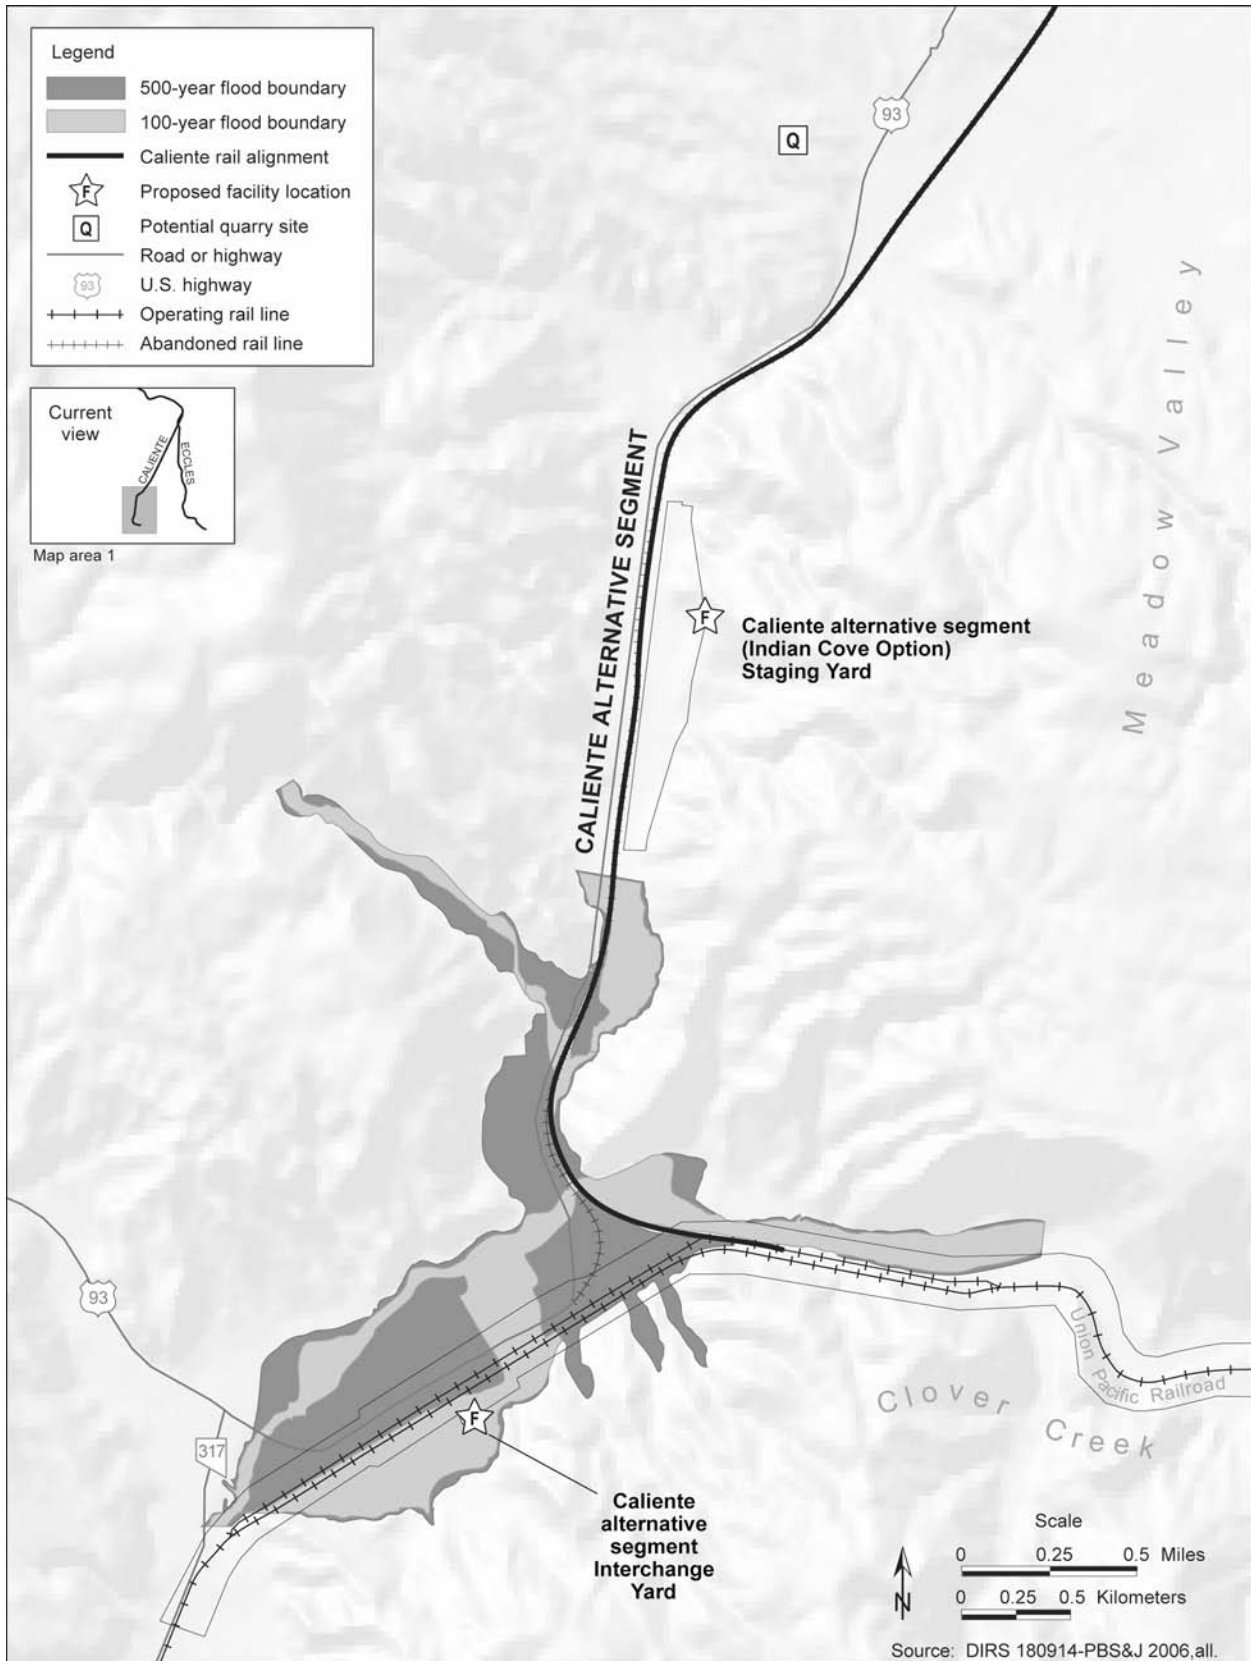 Legend
500-year flood boundary
100-year flood boundary
Caliente rail alignment
F
Proposed facility location
Q
Potential quarry site
Road or highway
93
U.S. highway
Operating rail line
Abandoned rail line
Current
view
CALIENTE
ECCLES
Map area 1
93
Q
Meadow Valley
CALIENTE ALTERNATIVE SEGMENT
F
Caliente alternative segment
(Indian Cove Option)
Staging Yard
93
317
F
Caliente
alternative
segment
Interchange
Yard
Union
Pacific Railroad
Clover
Creek
Scale
0 0.25 0.5 Miles
0 0.25 0.5 Kilometers
N
Source: DIRS 180914-PBS&J 2006,all.